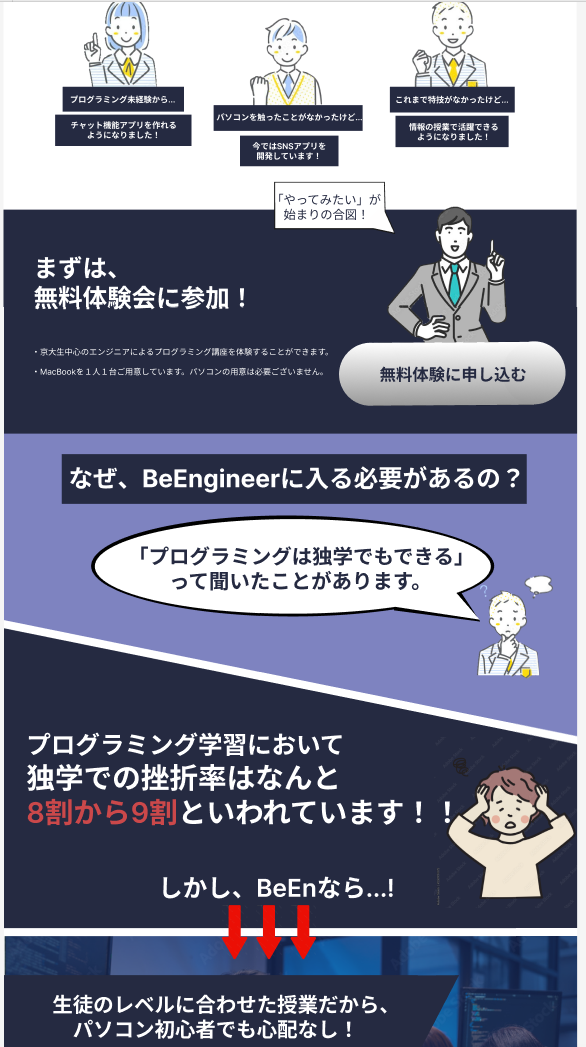 プログラミング未経験から...
チャット機能アプリを作れる
ようになりました！
パソコンを触ったことがなかったけど...
今ではSNSアプリを
開発しています！
これまで特技がなかったけど...
情報の授業で活躍できる
ようになりました！
「やってみたい」が
始まりの合図！
まずは、
無料体験会に参加！
・京大生中心のエンジニアによるプログラミング講座を体験することができます。
・MacBookを１人１台ご用意しています。パソコンの用意は必要ございません。
無料体験に申し込む
なぜ、BeEngineerに入る必要があるの？
「プログラミングは独学でもできる」
って聞いたことがあります。
プログラミング学習において
独学での挫折率はなんと
8割から9割といわれています！！
しかし、BeEnなら...!
生徒のレベルに合わせた授業だから、
パソコン初心者でも心配なし！